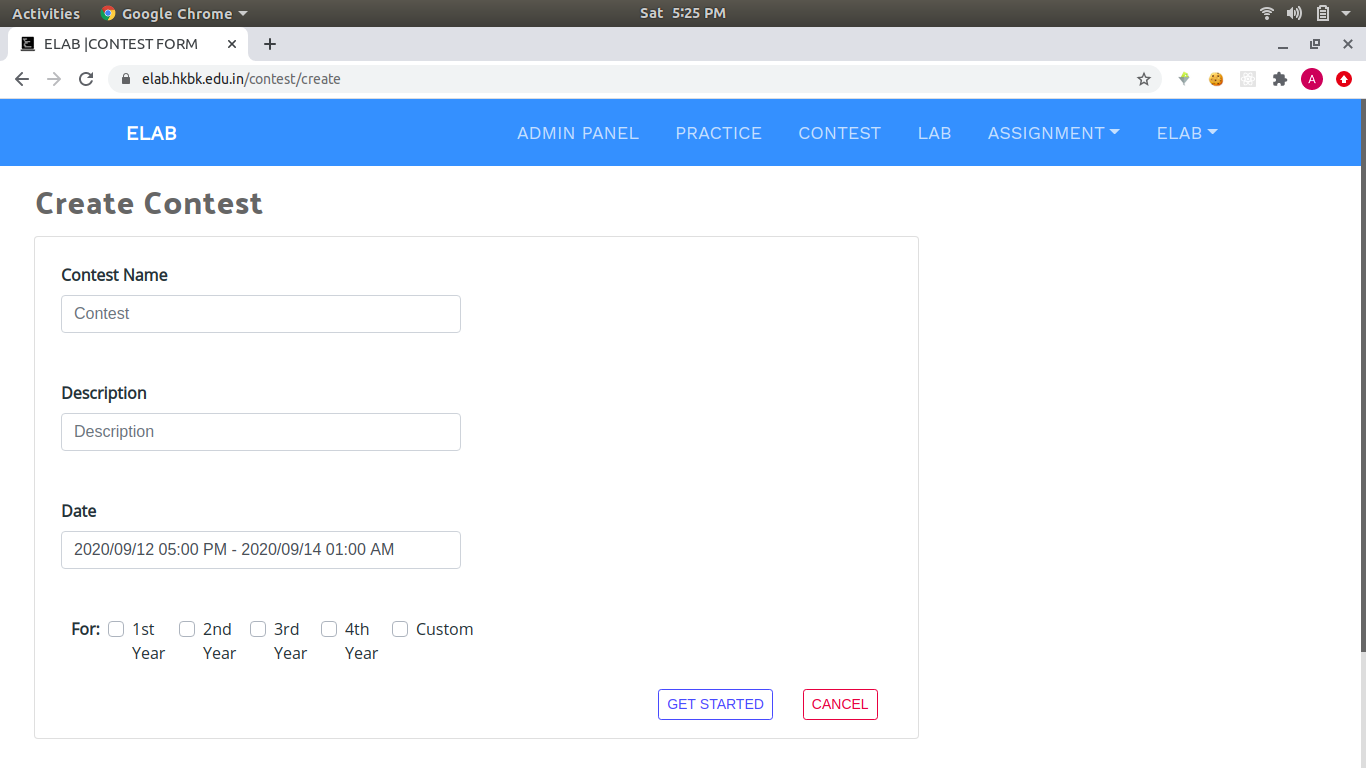 Activities Google Chrome Sat 5:25 PM
ELAB |CONTEST FORM
elab.hkbk.edu.in/contest/create
A
ELAB ADMIN PANEL PRACTICE CONTEST LAB ASSIGNMENT ELAB
Create Contest
Contest Name
Contest
Description
Description
Date
2020/09/12 05:00 PM - 2020/09/14 01:00 AM
For: 1st Year 2nd Year 3rd Year 4th Year Custom
GET STARTED CANCEL